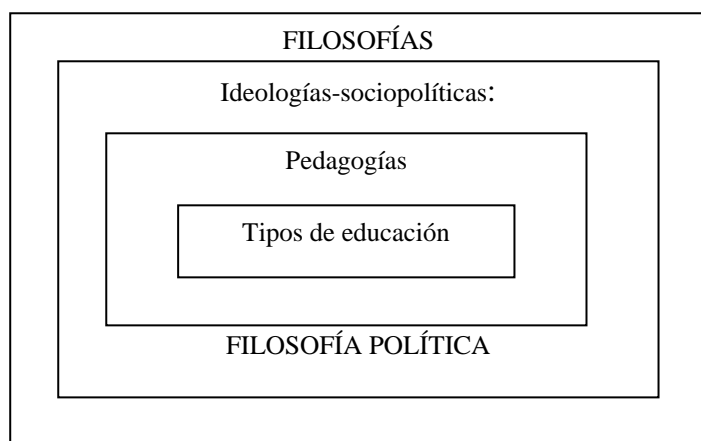 FILOSOFÍAS
Ideologías-sociopolíticas:
Pedagogías
Tipos de educación
FILOSOFÍA POLÍTICA